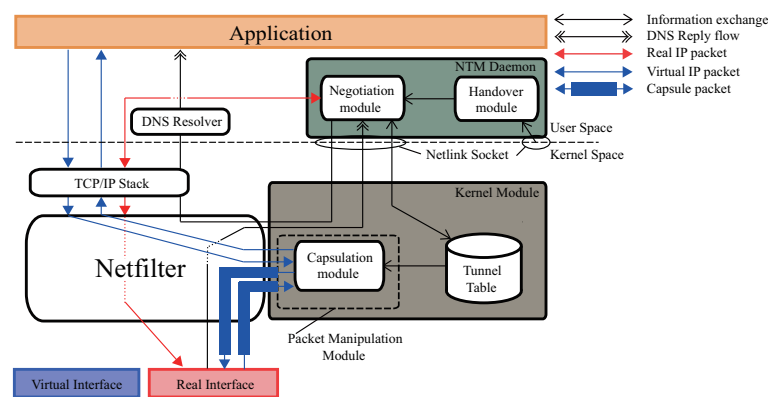 Application
Information exchange
DNS Reply flow
Real IP packet
Virtual IP packet
Capsule packet
NTM Daemon
Negotiation
module
Handover
module
DNS Resolver
User Space
Netlink Socket
Kernel Space
TCP/IP Stack
Kernel Module
Netfilter
Capsulation
module
Tunnel
Table
Packet Manipulation
Module
Virtual Interface
Real Interface